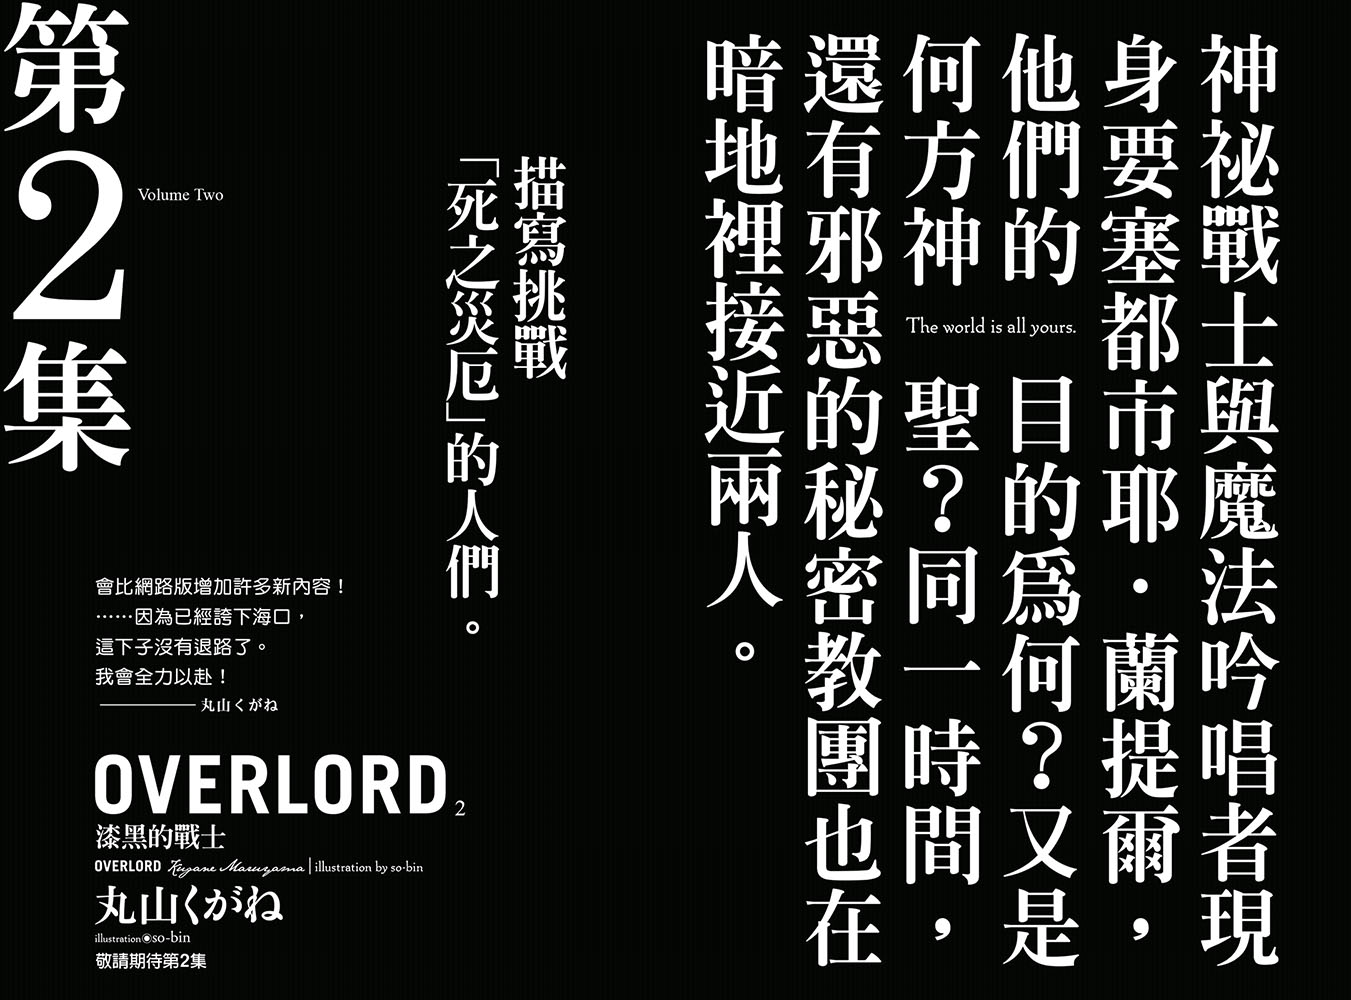 神祕戰士與魔法吟唱者現
身要塞都市耶・蘭提爾，
他們的目的為何？又是
何方神聖？同一時間，
還有邪惡的秘密教團也在
暗地裡接近兩人。
The world is all yours.
描寫挑戰
「死之災厄」的人們。
第2集
Volume Two
會比網路版增加許多新內容！
……因為已經誇下海口，
這下子沒有退路了。
我會全力以赴！
———丸山くがね
OVERLORD 2
漆黑的戰士
OVERLORD Kugane Maruyama | illustration by so-bin
丸山くがね
illustration◉so-bin
敬請期待第2集